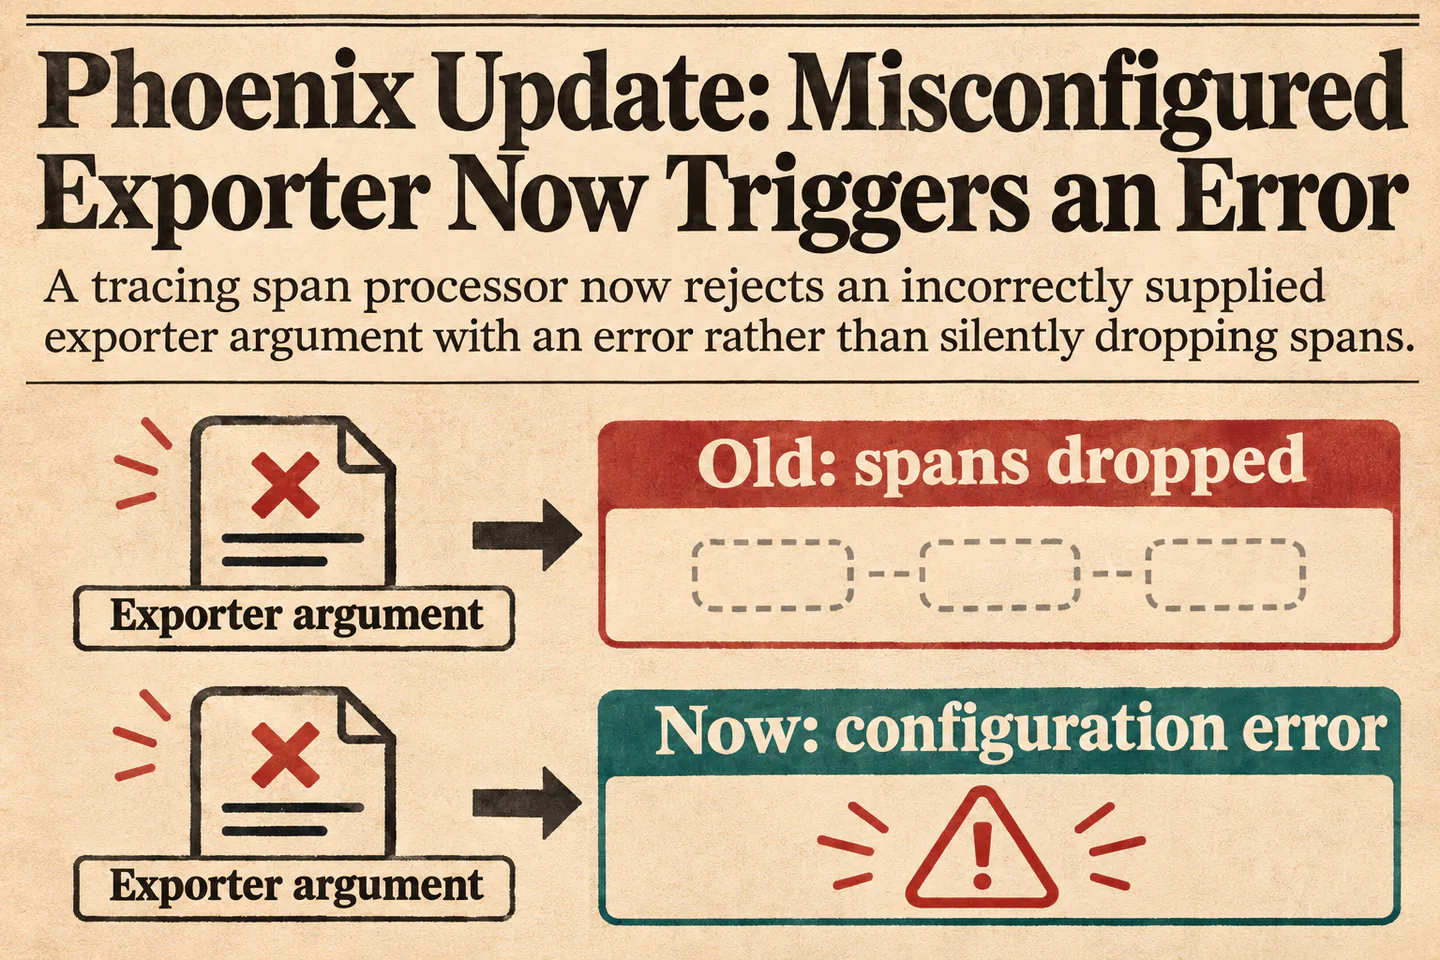 Phoenix Update: Misconfigured
Exporter Now Triggers an Error
A tracing span processor now rejects an incorrectly supplied
exporter argument with an error rather than silently dropping spans.
Exporter argument
Old: spans dropped
Exporter argument
Now: configuration error